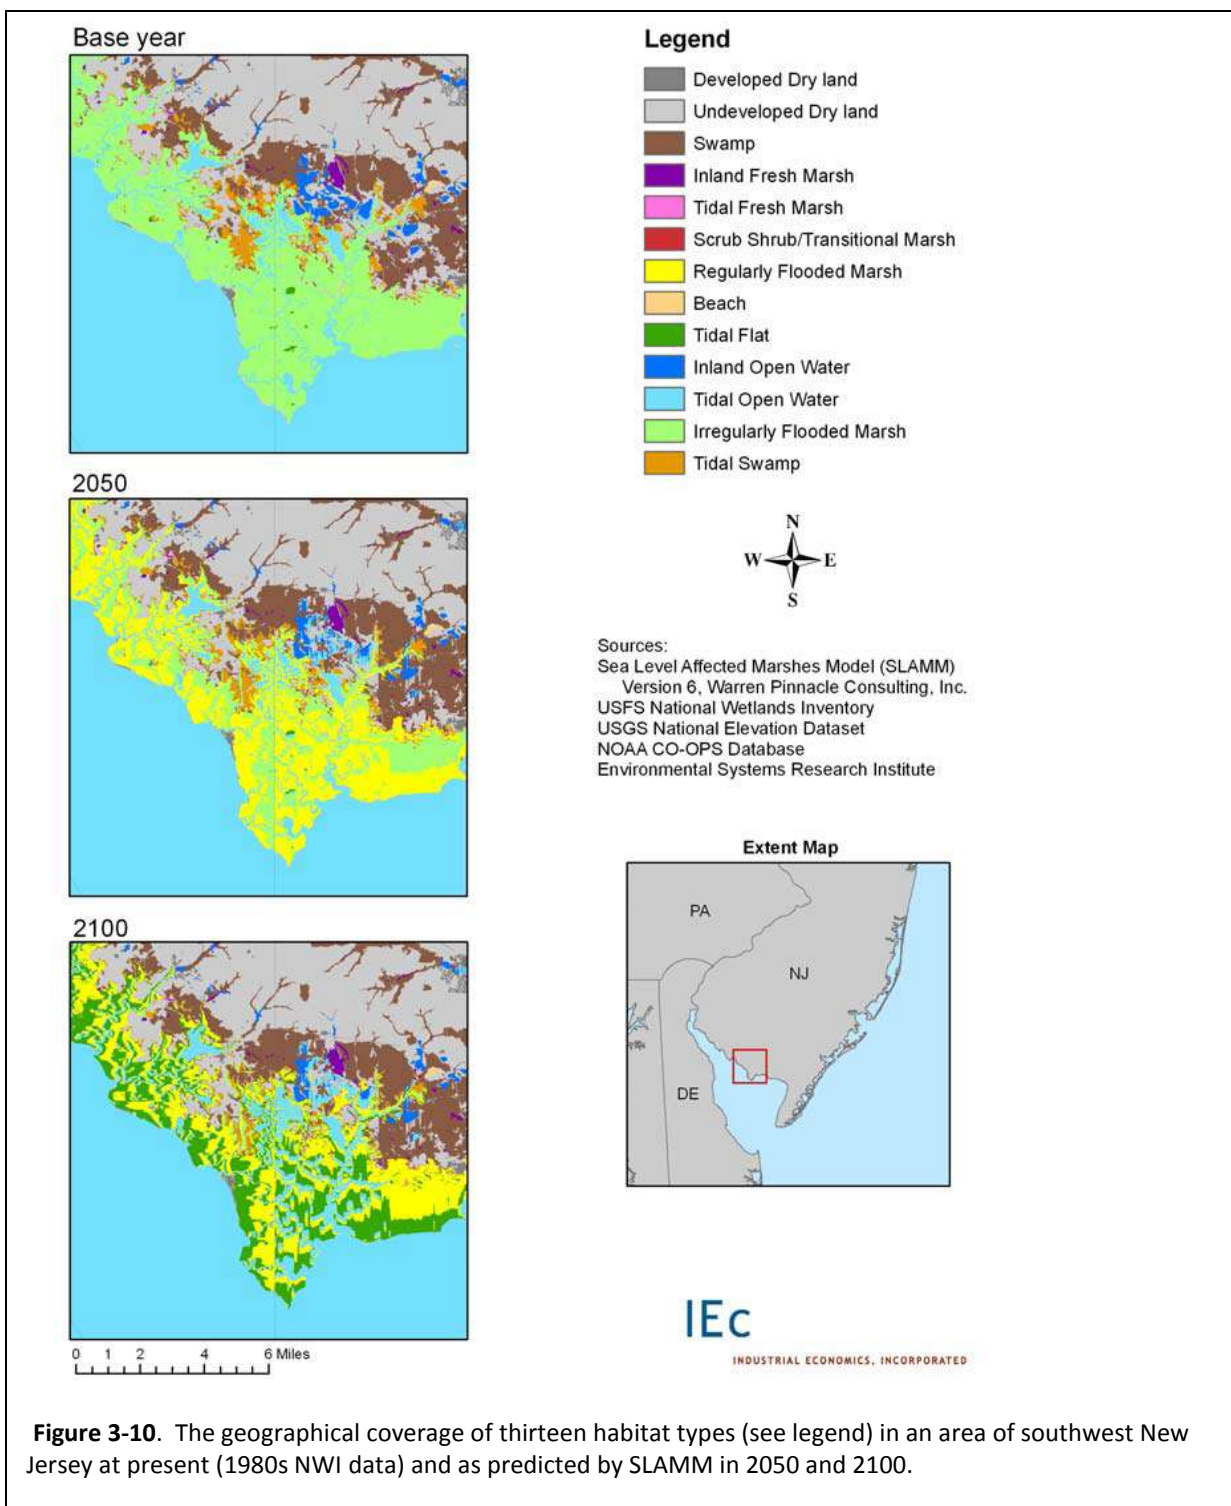 Base year
Legend
Developed Dry land
Undeveloped Dry land
Swamp
Inland Fresh Marsh
Tidal Fresh Marsh
Scrub Shrub/Transitional Marsh
Regularly Flooded Marsh
Beach
Tidal Flat
Inland Open Water
Tidal Open Water
Irregularly Flooded Marsh
Tidal Swamp
2050
N
W E
S
Sources:
Sea Level Affected Marshes Model (SLAMM)
Version 6, Warren Pinnacle Consulting, Inc.
USFS National Wetlands Inventory
USGS National Elevation Dataset
NOAA CO-OPS Database
Environmental Systems Research Institute
Extent Map
PA
NJ
DE
2100
0 1 2 4 6 Miles
IEc
INDUSTRIAL ECONOMICS, INCORPORATED
Figure 3-10. The geographical coverage of thirteen habitat types (see legend) in an area of southwest New
Jersey at present (1980s NWI data) and as predicted by SLAMM in 2050 and 2100.